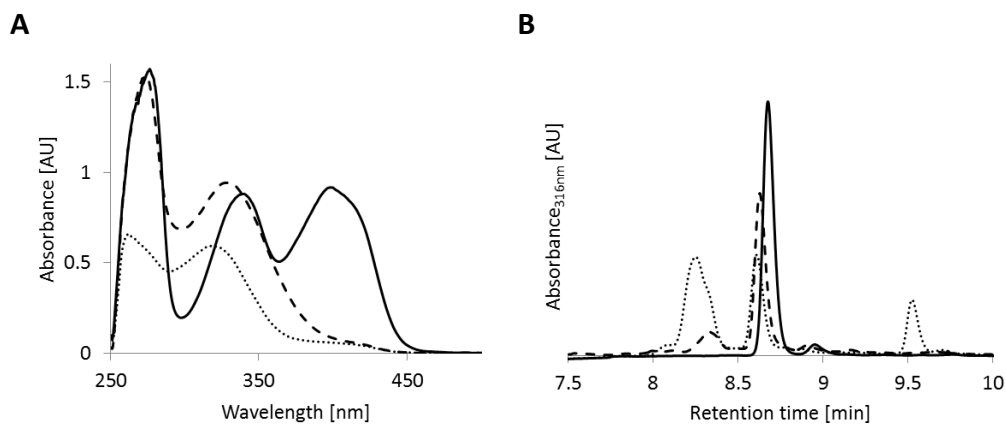 A
Absorbance [AU]
1.5
1
0.5
0
250
350
450
Wavelength [nm]
B
Absorbance316nm [AU]
7.5
8
8.5
9
9.5
10
Retention time [min]